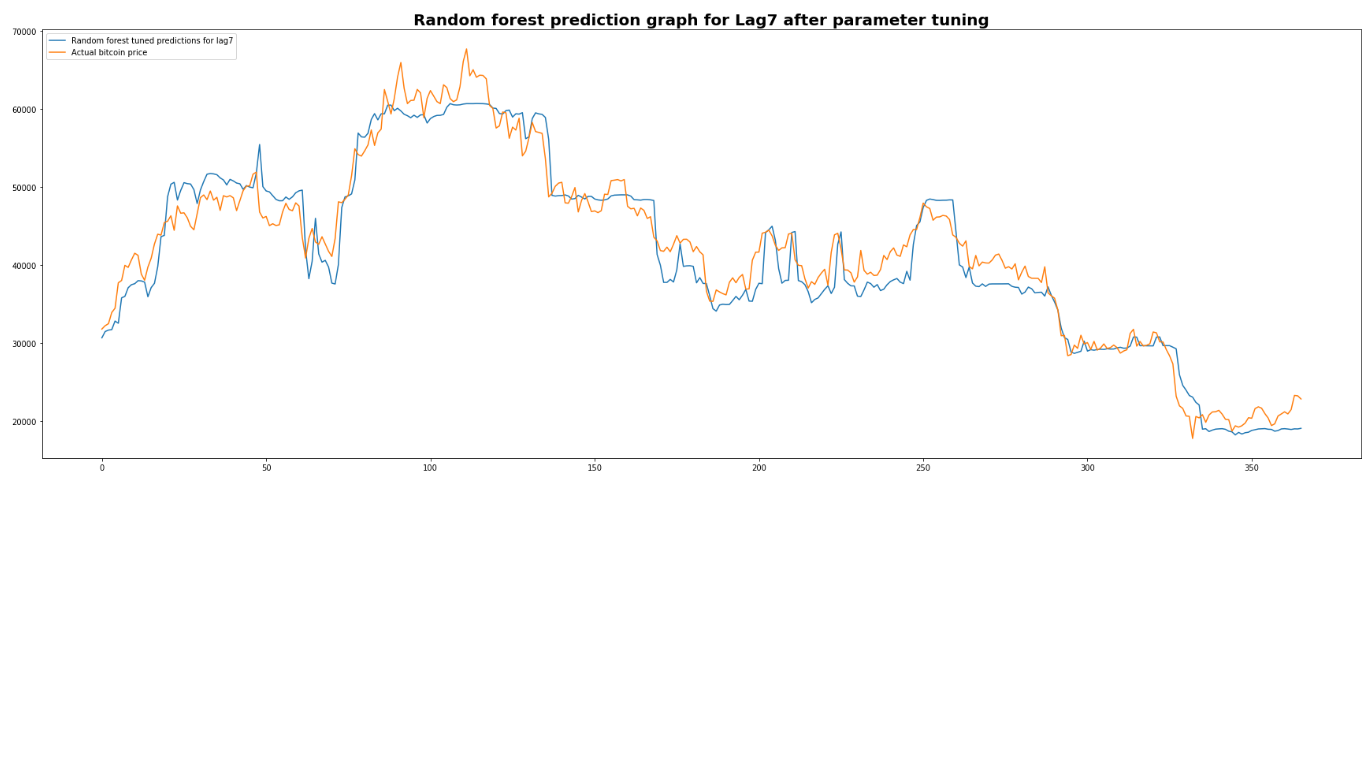 Random forest prediction graph for Lag7 after parameter tuning
70000
Random forest tuned predictions for lag7
Actual bitcoin price
60000
50000
40000
30000
20000
0 50 100 150 200 250 300 350